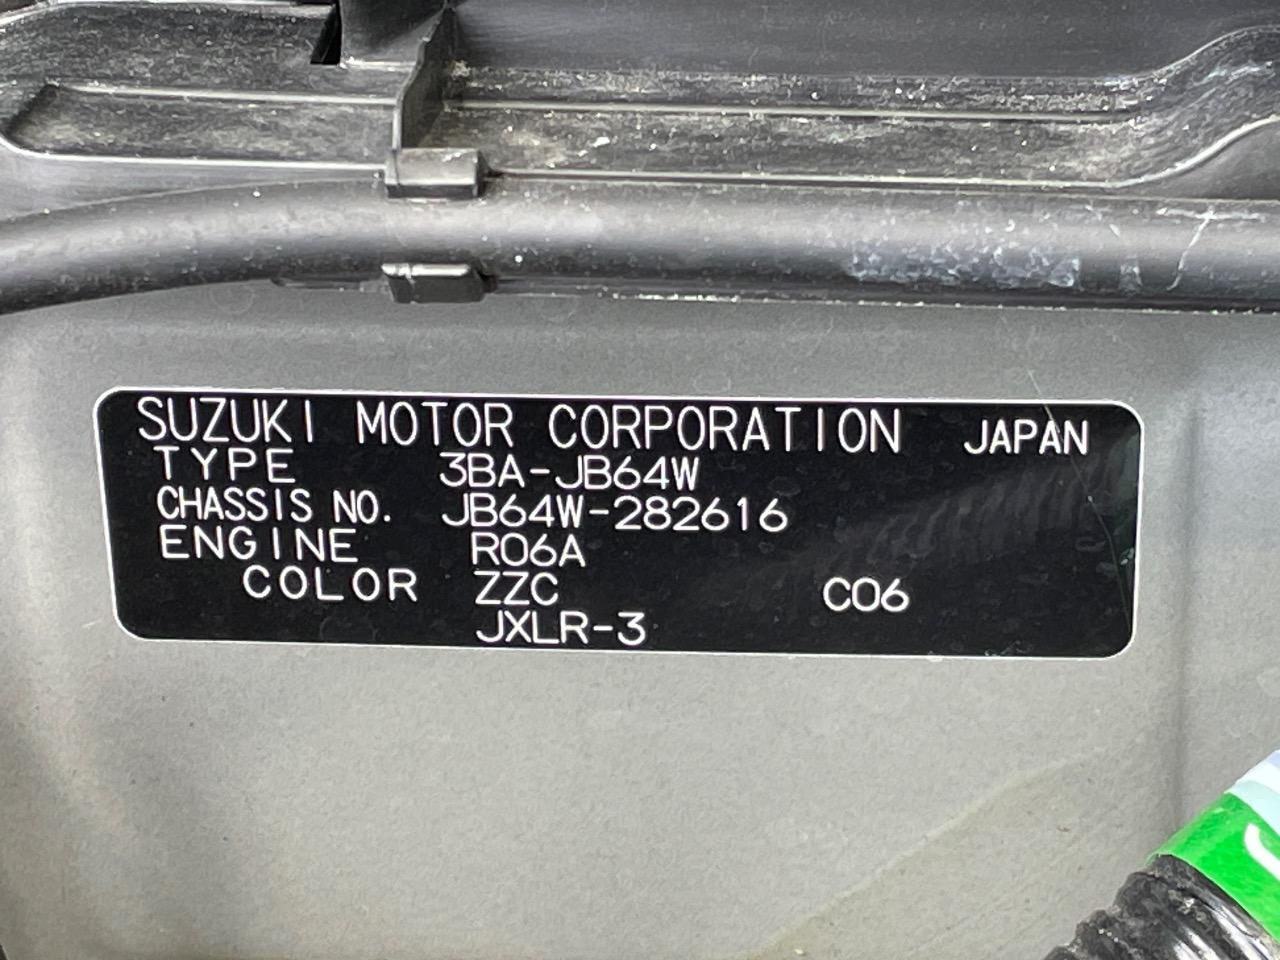 SUZUKI MOTOR CORPORATION JAPAN
TYPE 3BA-JB64W
CHASSIS NO. JB64W-282616
ENGINE R06A
COLOR ZZC C06
JXLR-3